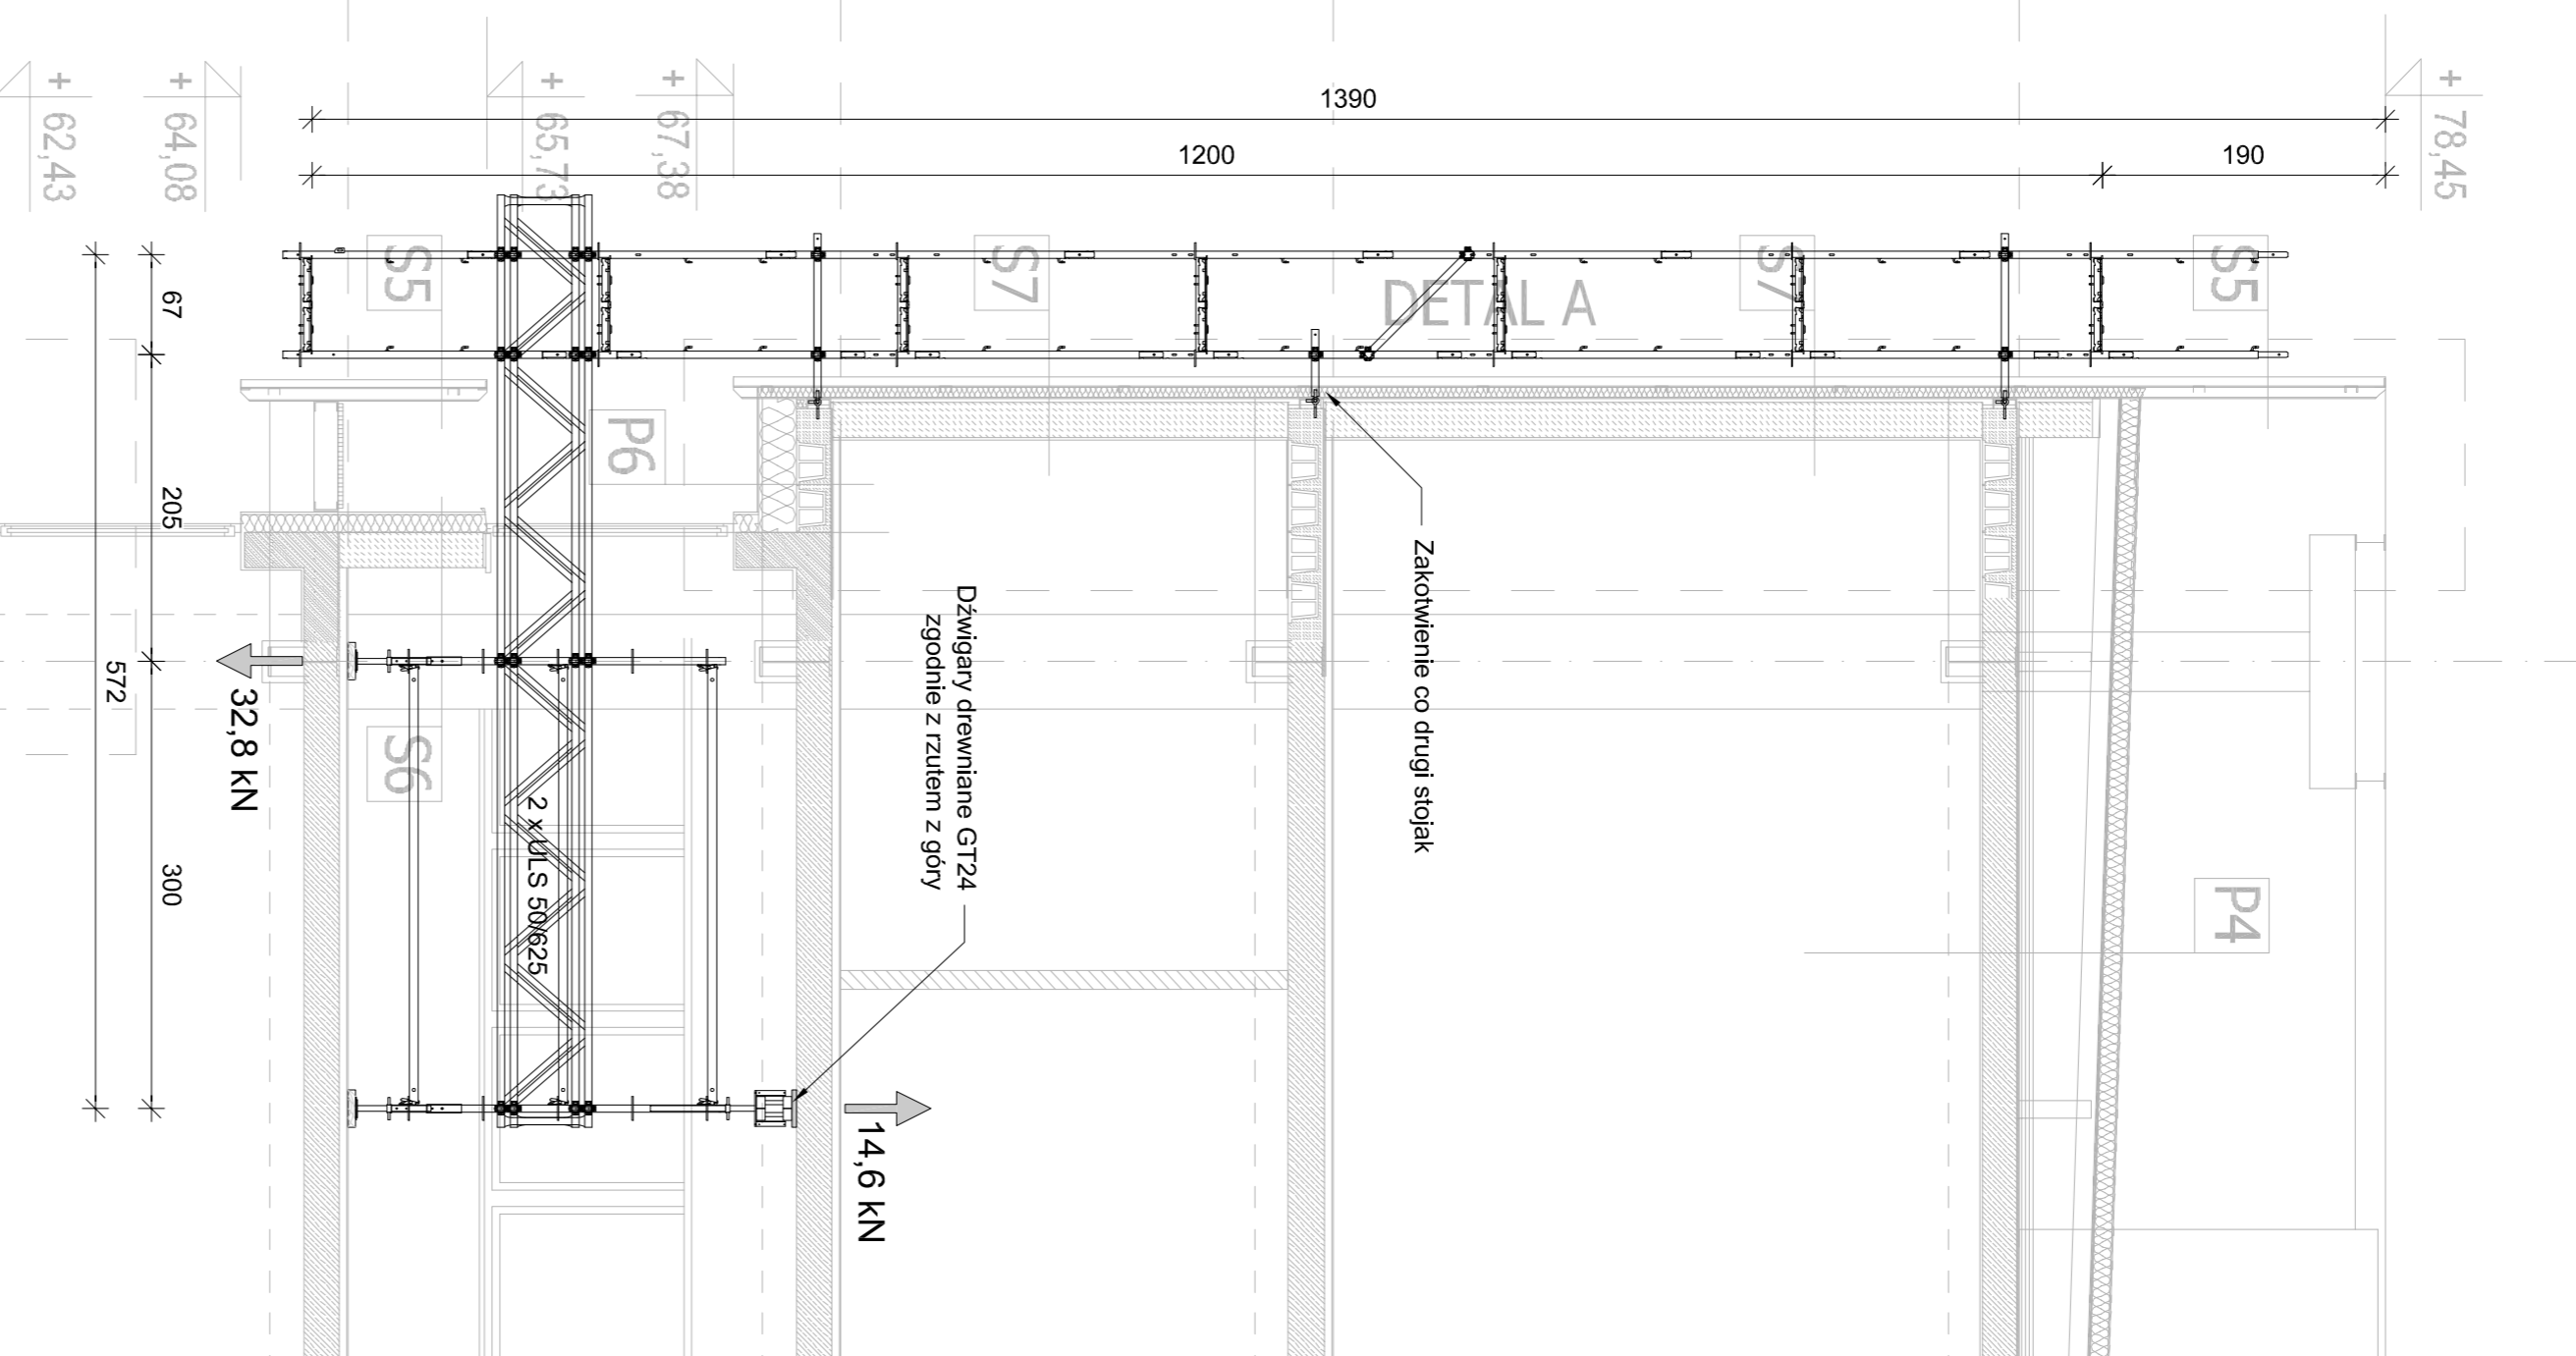 + 62,43
+ 64,08
+ 65,73
+ 67,38
+ 78,45
1390
1200
190
S5
S7
DETAL A
S7
S5
67
205
300
572
P6
S6
P4
Zakotwienie co drugi stojak
Dźwigary drewniane GT24
zgodnie z rzutem z góry
2 x ULS 50/625
32,8 kN
14,6 kN